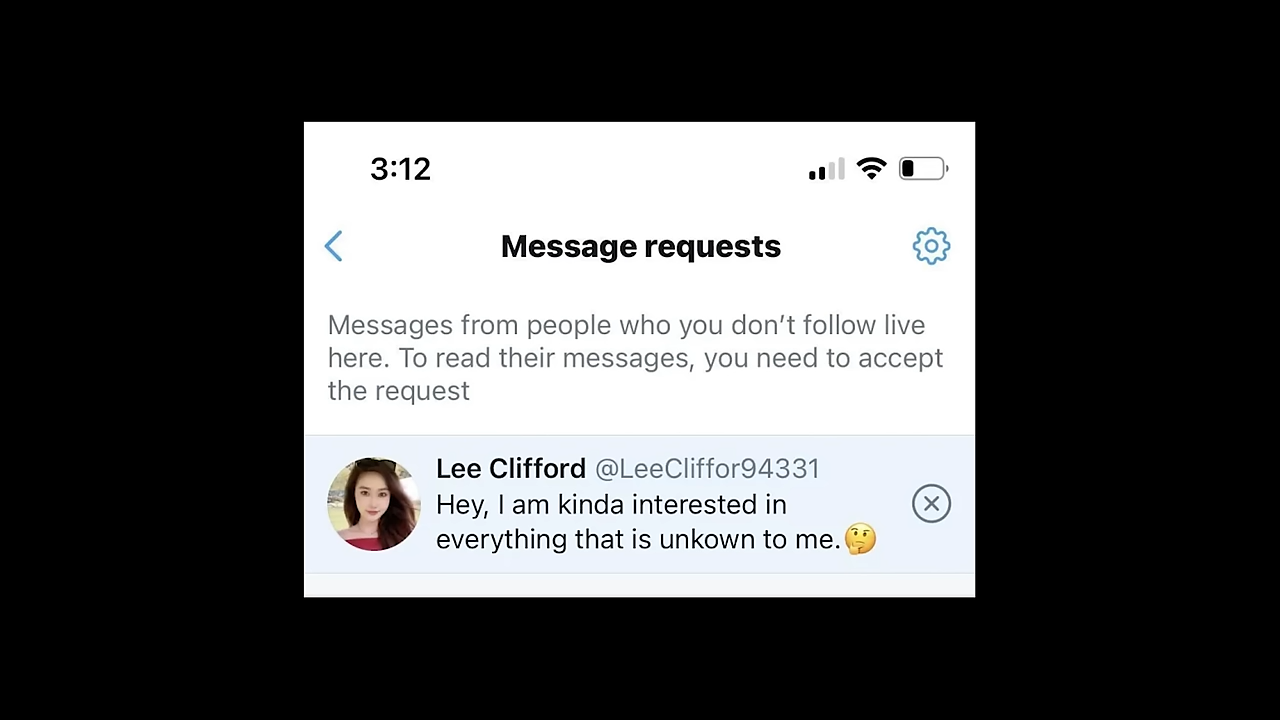 3:12
Message requests
Messages from people who you don’t follow live
here. To read their messages, you need to accept
the request
Lee Clifford @LeeCliffor94331
Hey, I am kinda interested in
everything that is unkown to me.🤔